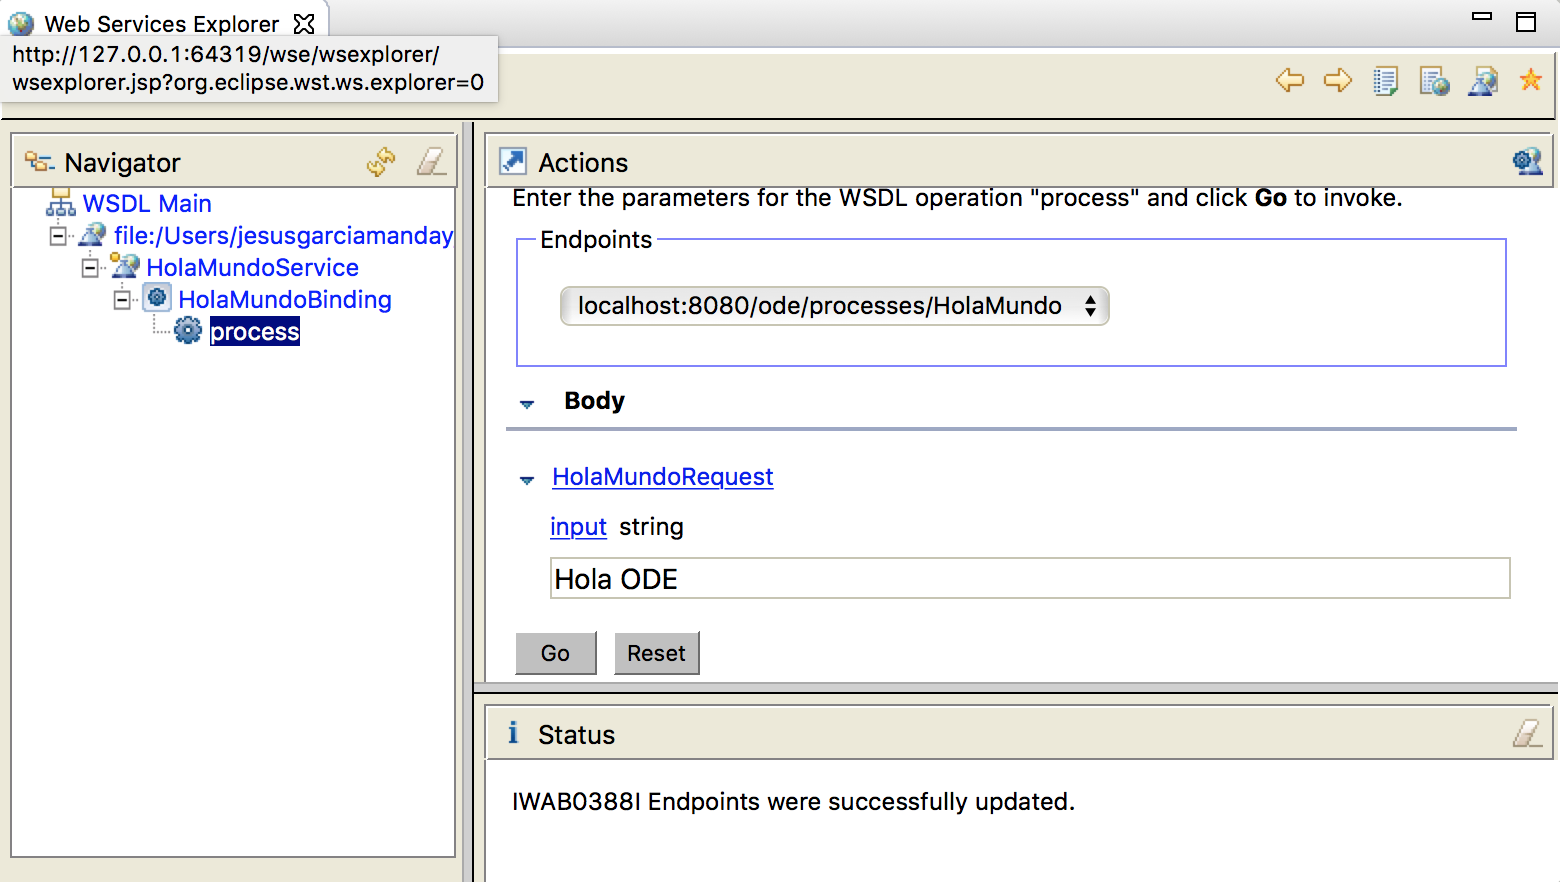 Web Services Explorer
http://127.0.0.1:64319/wse/wsexplorer/
wsexplorer.jsp?org.eclipse.wst.ws.explorer=0
Navigator
WSDL Main
file:/Users/jesusgarciamanday
HolaMundoService
HolaMundoBinding
process
Actions
Enter the parameters for the WSDL operation "process" and click Go to invoke.
Endpoints
localhost:8080/ode/processes/HolaMundo
Body
HolaMundoRequest
input string
Hola ODE
Go Reset
i Status
IWAB0388I Endpoints were successfully updated.